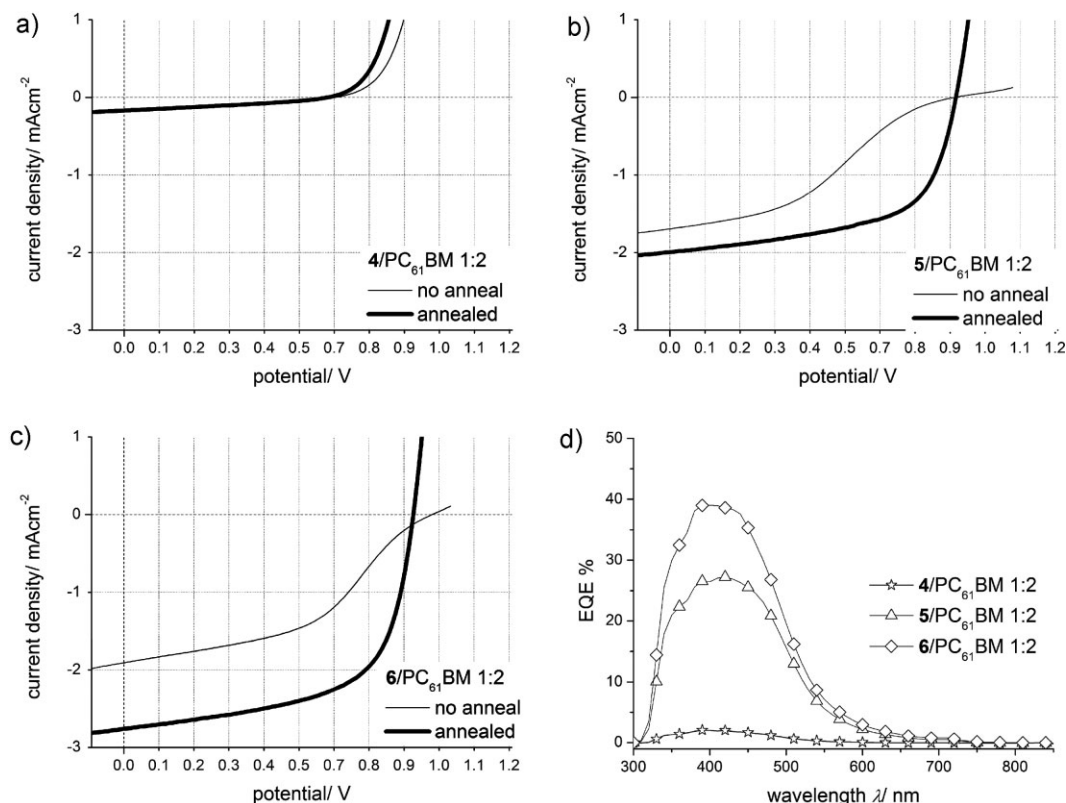 a)
current density/ mAcm⁻²
1
0
-1
-2
-3
4/PC₆₁BM 1:2
no anneal
annealed
0.0 0.1 0.2 0.3 0.4 0.5 0.6 0.7 0.8 0.9 1.0 1.1 1.2
potential/ V
b)
current density/ mAcm⁻²
1
0
-1
-2
-3
5/PC₆₁BM 1:2
no anneal
annealed
0.0 0.1 0.2 0.3 0.4 0.5 0.6 0.7 0.8 0.9 1.0 1.1 1.2
potential/ V
c)
current density/ mAcm⁻²
1
0
-1
-2
-3
6/PC₆₁BM 1:2
no anneal
annealed
0.0 0.1 0.2 0.3 0.4 0.5 0.6 0.7 0.8 0.9 1.0 1.1 1.2
potential/ V
d)
EQE %
50
40
30
20
10
0
4/PC₆₁BM 1:2
5/PC₆₁BM 1:2
6/PC₆₁BM 1:2
300 400 500 600 700 800
wavelength λ/ nm